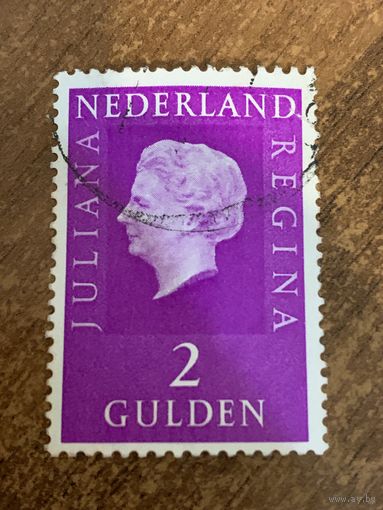 NEDERLAND
JULIANA
REGINA
2
GULDEN
www.ay.by